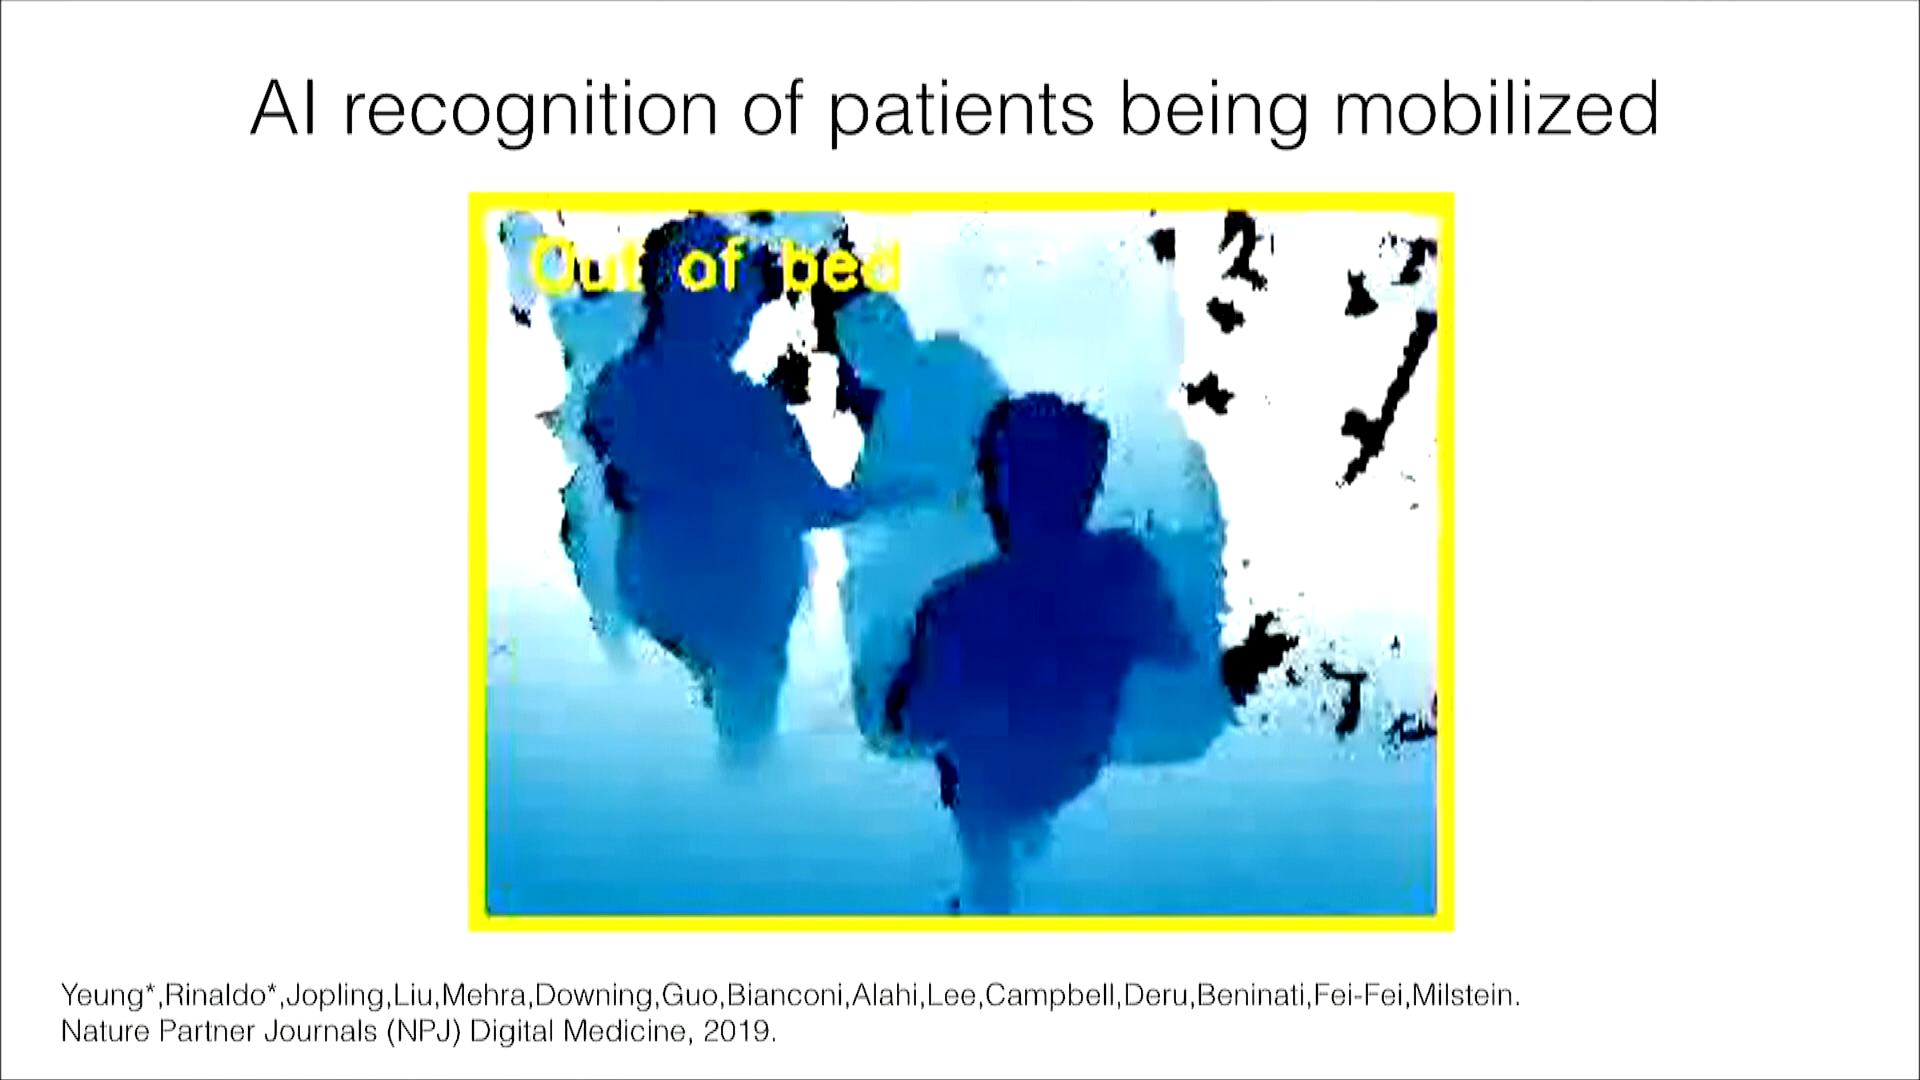 AI recognition of patients being mobilized
Out of bed
Yeung*,Rinaldo*,Jopling,Liu,Mehra,Downing,Guo,Bianconi,Alahi,Lee,Campbell,Deru,Beninati,Fei-Fei,Milstein.
Nature Partner Journals (NPJ) Digital Medicine, 2019.